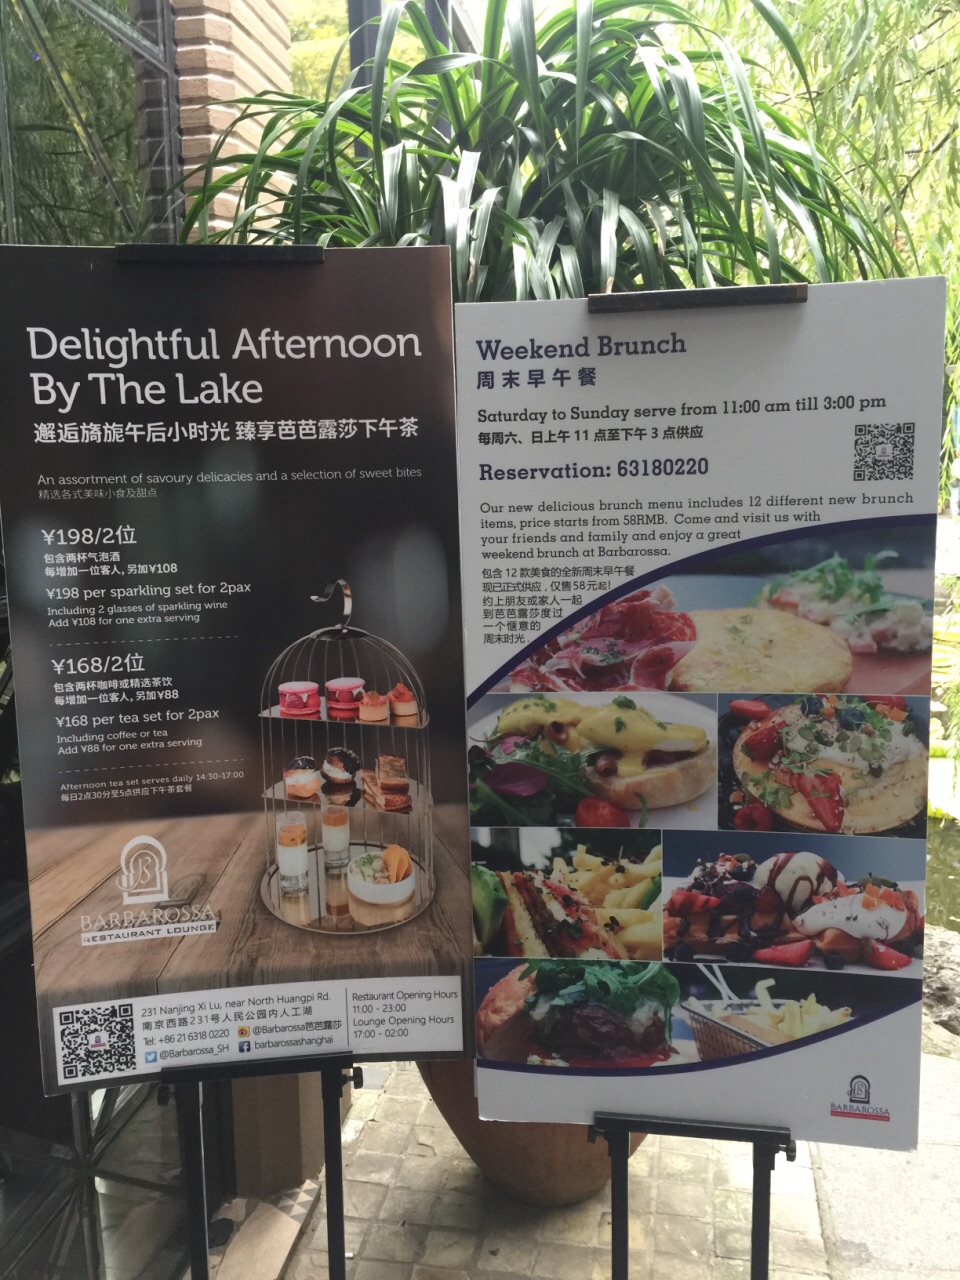 Delightful Afternoon
By The Lake
邂逅旖旎午后小时光 臻享芭芭露莎下午茶
An assortment of savoury delicacies and a selection of sweet bites
精选各式美味小食及甜点
¥198/2位
包含两杯气泡酒
每增加一位客人,另加¥108
¥198 per sparkling set for 2pax
Including 2 glasses of sparkling wine
Add ¥108 for one extra serving
¥168/2位
包含两杯咖啡或精选茶饮
每增加一位客人,另加¥88
¥168 per tea set for 2pax
Including coffee or tea
Add ¥88 for one extra serving
Afternoon tea set serves daily 14:30-17:00
每日2点30分至5点供应下午茶套餐
BARBAROSSA
RESTAURANT LOUNGE
231 Nanjing Xi Lu, near North Huangpi Rd.
南京西路231号人民公园内人工湖
Tel: +86 21 6318 0220 @Barbarossa芭芭露莎
@Barbarossa_SH barbarossashanghai
Restaurant Opening Hours
11:00 - 23:00
Lounge Opening Hours
17:00 - 02:00
Weekend Brunch
周末早午餐
Saturday to Sunday serve from 11:00 am till 3:00 pm
每周六、日上午 11 点至下午 3 点供应
Reservation: 63180220
Our new delicious brunch menu includes 12 different new brunch
items, price starts from 58RMB. Come and visit us with
your friends and family and enjoy a great
weekend brunch at Barbarossa.
包含 12 款美食的全新周末早午餐
现已正式供应,仅售 58 元起!
约上朋友或家人一起
到芭芭露莎度过
一个惬意的
周末时光.
BARBAROSSA